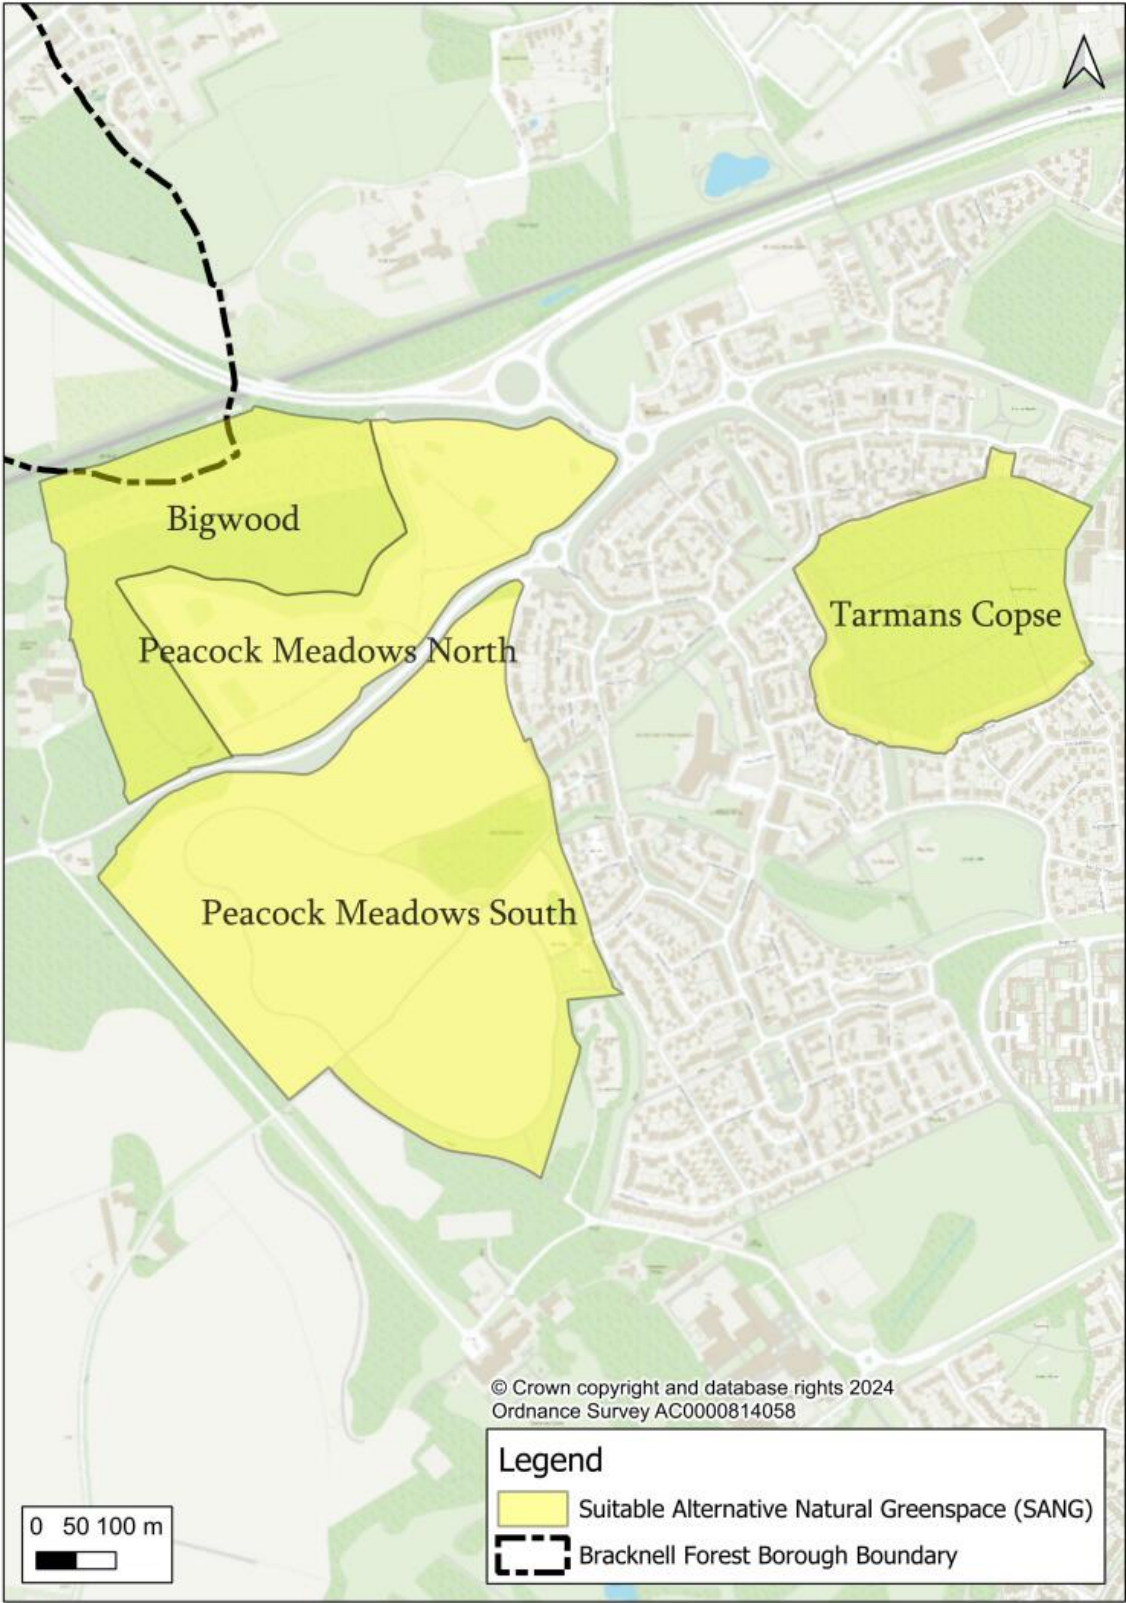 Bigwood
Tarmans Copse
Peacock Meadows North
Peacock Meadows South
© Crown copyright and database rights 2024
Ordnance Survey AC0000814058
Legend
Suitable Alternative Natural Greenspace (SANG)
Bracknell Forest Borough Boundary
0 50 100 m